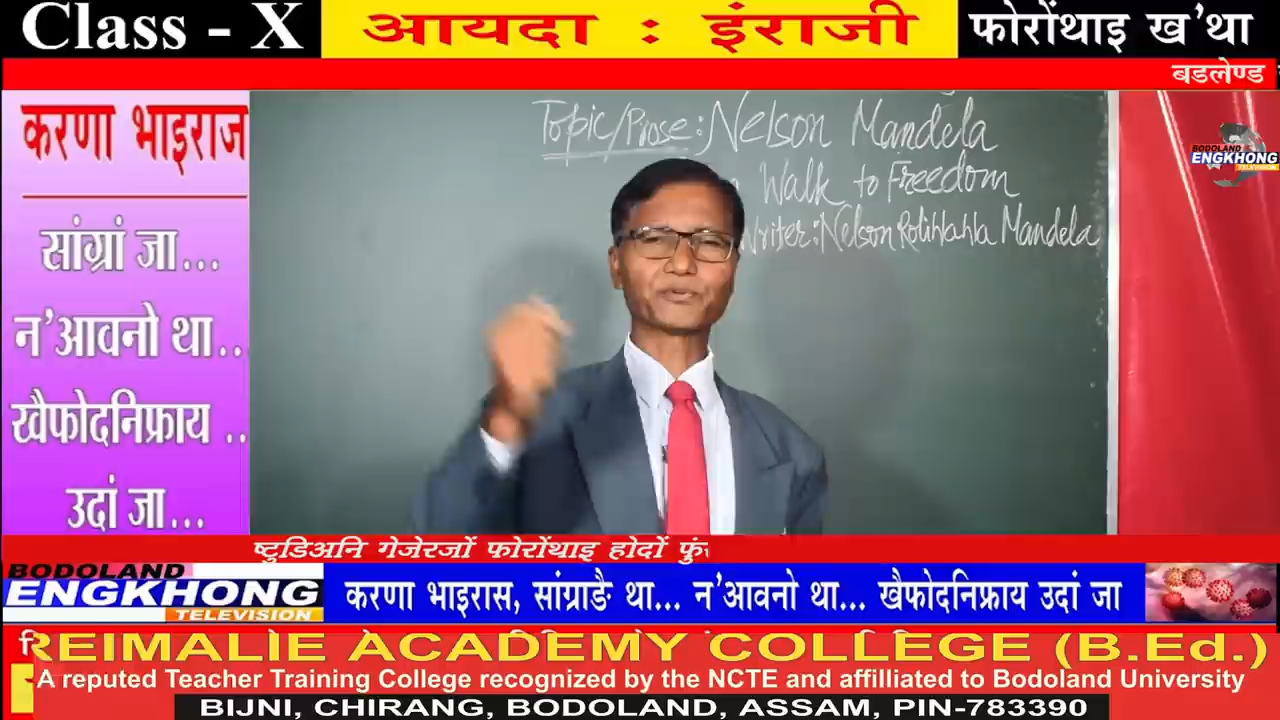 Class - X
आयदा : इंराजी
फोरोंथाइ ख'था
बडलेण्ड
करणा भाइराज
सांग्रां जा...
न'आवनो था..
खैफोदनिफ्राय ..
उदां जा...
Topic/Prose: Nelson Mandela
Walk to Freedom
Writer: Nelson Rolihlahla Mandela
BODOLAND
ENGKHONG
TELEVISION
ष्टुडिअनि गेजेरजों फोरोंथाइ होदों
BODOLAND
ENGKHONG
TELEVISION
करणा भाइरास, सांग्राङै था... न'आवनो था... खैफोदनिफ्राय उदां जा
REIMALIE ACADEMY COLLEGE (B.Ed.)
A reputed Teacher Training College recognized by the NCTE and affilliated to Bodoland University
BIJNI, CHIRANG, BODOLAND, ASSAM, PIN-783390